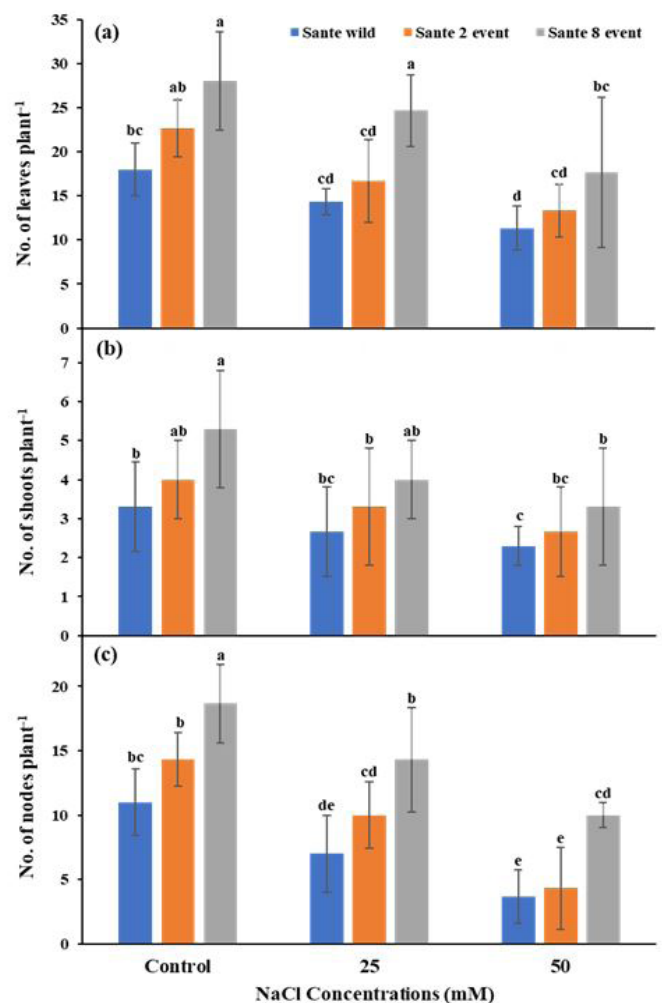 (a)
Sante wild Sante 2 event Sante 8 event
No. of leaves plant⁻¹
35
30
25
20
15
10
5
0
bc ab a
cd cd a
d cd bc
(b)
No. of shoots plant⁻¹
7
6
5
4
3
2
1
0
b ab a
bc b ab
c bc b
(c)
No. of nodes plant⁻¹
20
15
10
5
0
bc b a
de cd b
e e cd
Control 25 50
NaCl Concentrations (mM)